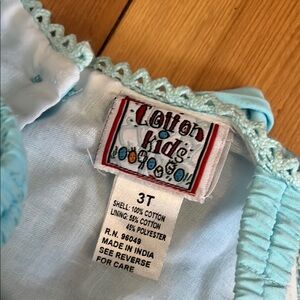 Cotton
Kids
3T
SHELL: 100% COTTON
LINING: 55% COTTON
45% POLYESTER
R.N. 96049
MADE IN INDIA
SEE REVERSE
FOR CARE